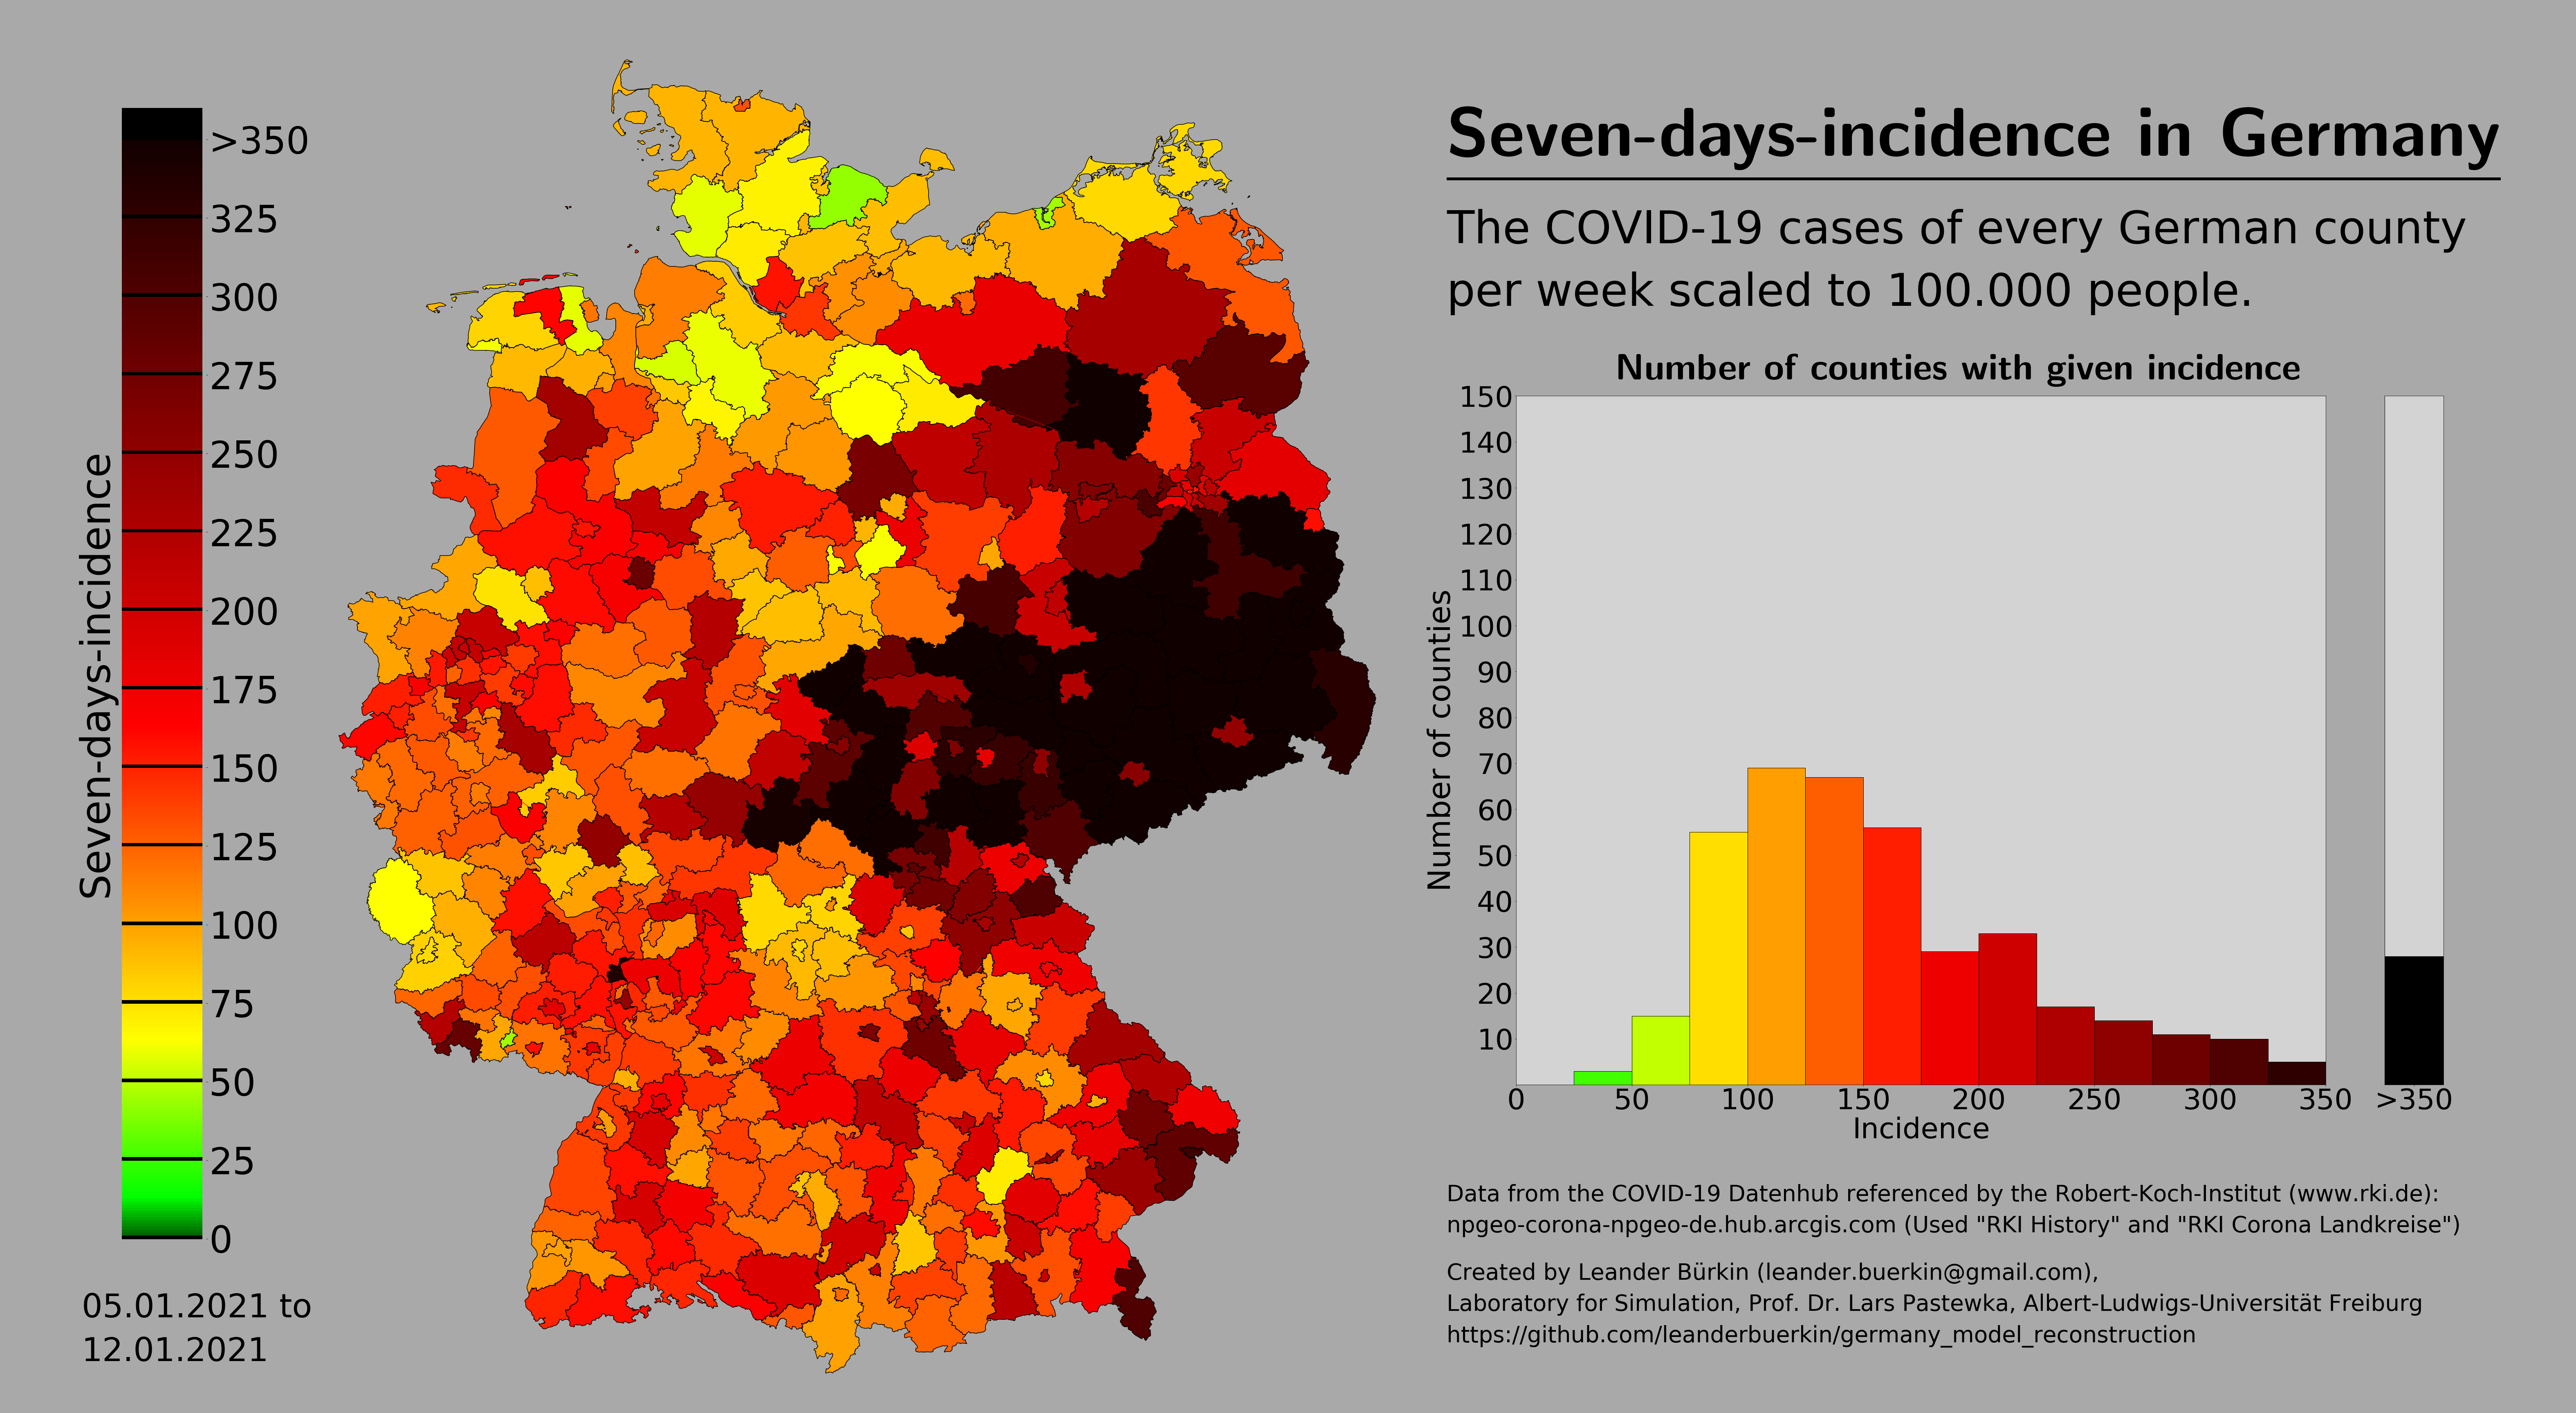 Seven-days-incidence in Germany
The COVID-19 cases of every German county
per week scaled to 100.000 people.
Seven-days-incidence
>350
325
300
275
250
225
200
175
150
125
100
75
50
25
0
05.01.2021 to
12.01.2021
Number of counties with given incidence
Number of counties
150
140
130
120
110
100
90
80
70
60
50
40
30
20
10
0 50 100 150 200 250 300 350 >350
Incidence
Data from the COVID-19 Datenhub referenced by the Robert-Koch-Institut (www.rki.de):
npgeo-corona-npgeo-de.hub.arcgis.com (Used "RKI History" and "RKI Corona Landkreise")
Created by Leander Bürkin (leander.buerkin@gmail.com),
Laboratory for Simulation, Prof. Dr. Lars Pastewka, Albert-Ludwigs-Universität Freiburg
https://github.com/leanderbuerkin/germany_model_reconstruction